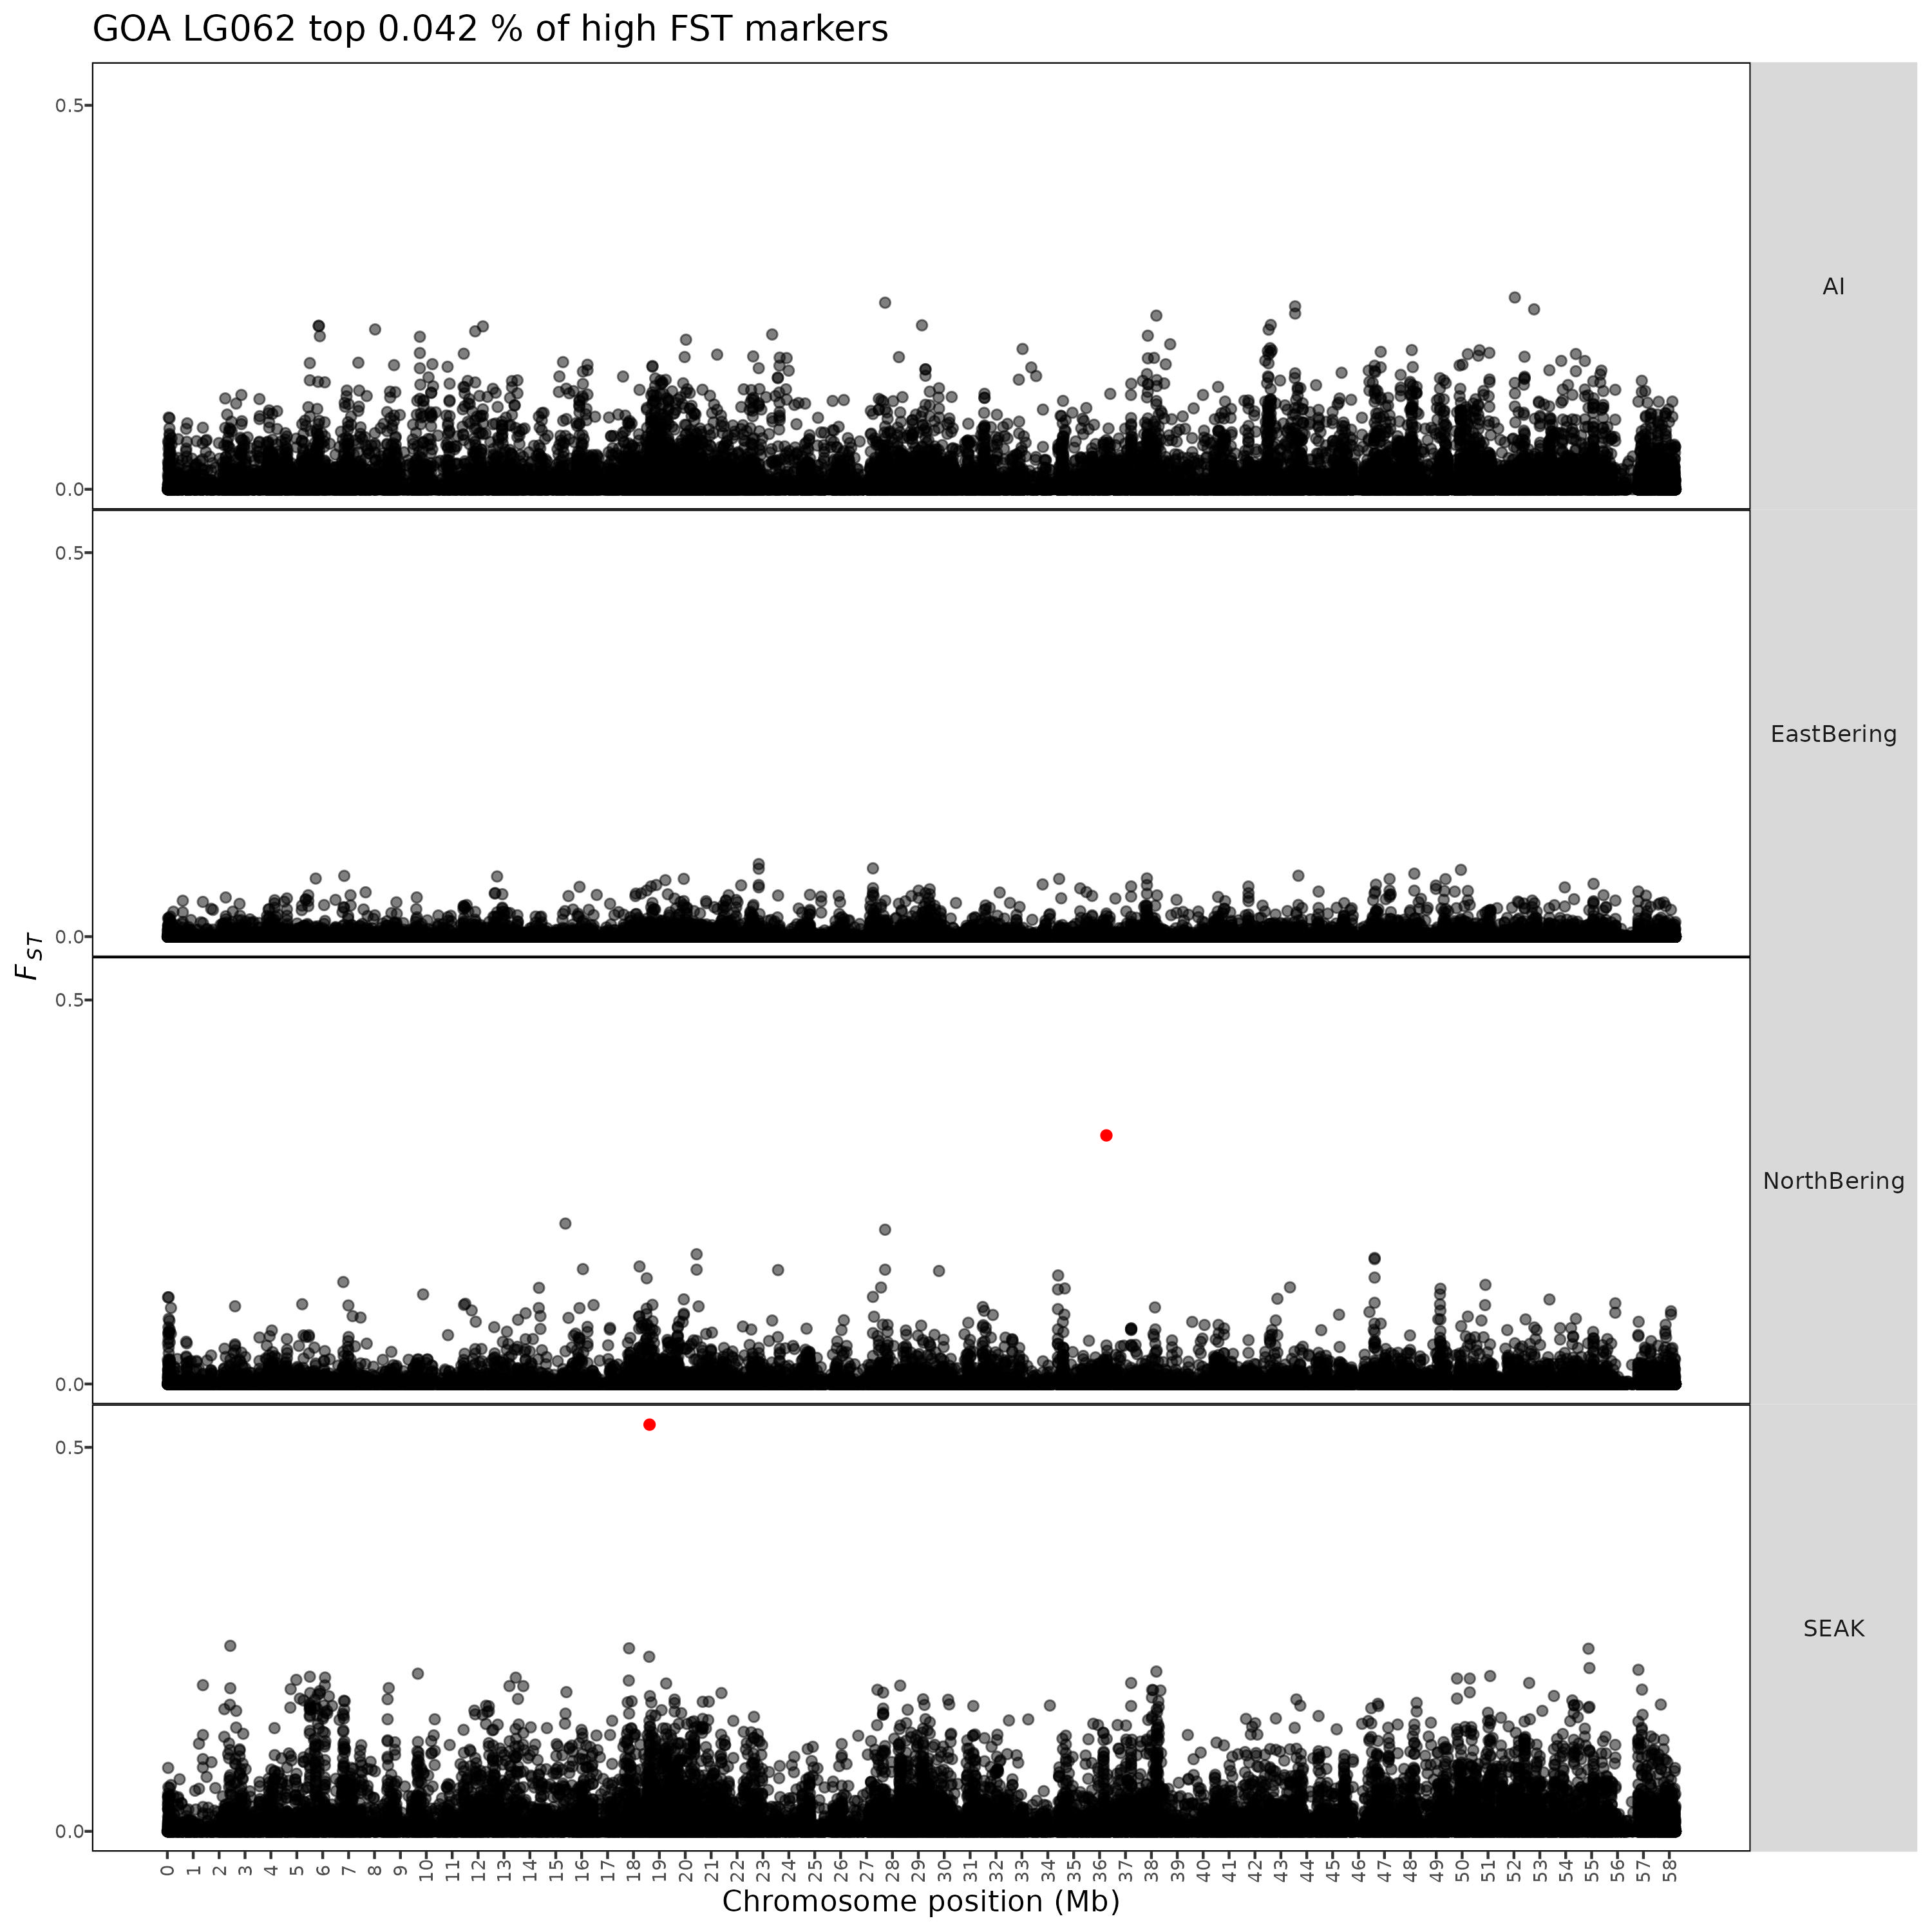 GOA LG062 top 0.042 % of high FST markers
0.5
0.0
AI
0.5
0.0
EastBering
0.5
0.0
NorthBering
0.5
0.0
SEAK
FST
0 1 2 3 4 5 6 7 8 9 10 11 12 13 14 15 16 17 18 19 20 21 22 23 24 25 26 27 28 29 30 31 32 33 34 35 36 37 38 39 40 41 42 43 44 45 46 47 48 49 50 51 52 53 54 55 56 57 58
Chromosome position (Mb)